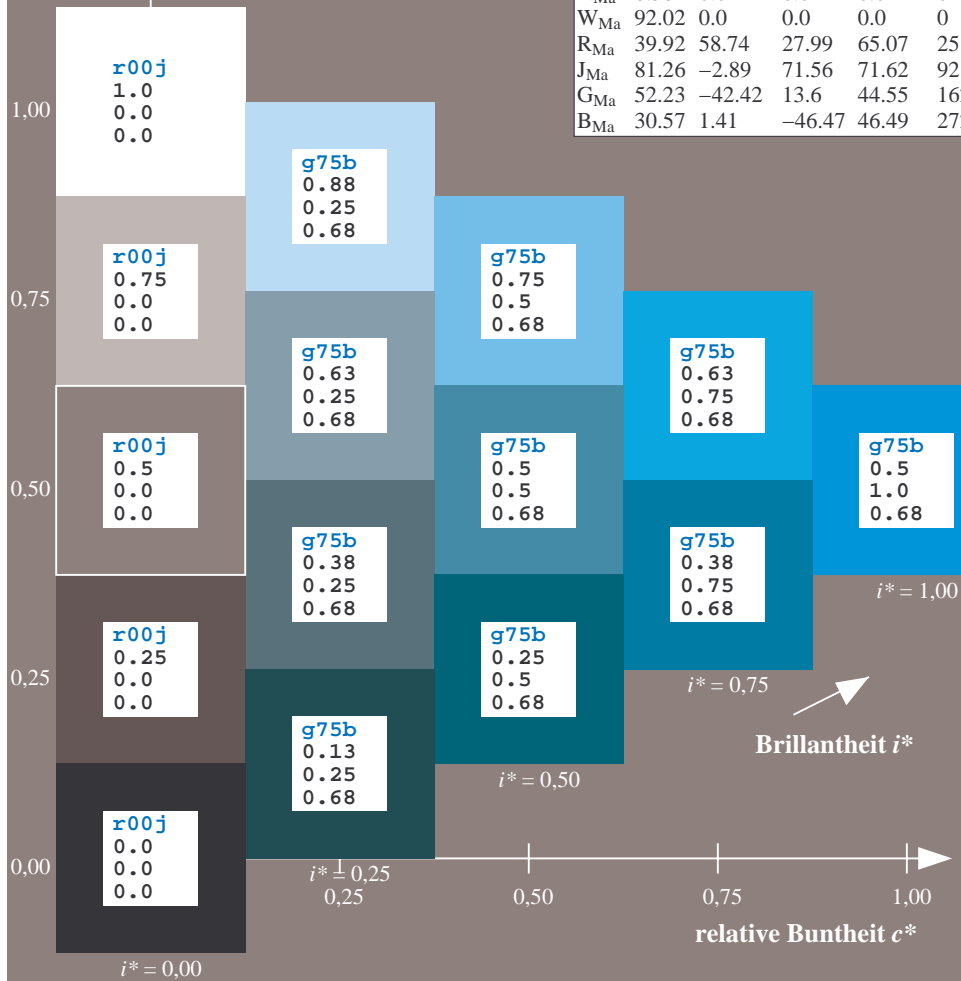 W_Ma 92.02 0.0 0.0 0.0 0
R_Ma 39.92 58.74 27.99 65.07 25
J_Ma 81.26 −2.89 71.56 71.62 92
G_Ma 52.23 −42.42 13.6 44.55
B_Ma 30.57 1.41 −46.47 46.49
1,00
r00j
1.0
0.0
0.0
g75b
0.88
0.25
0.68
0,75
r00j
0.75
0.0
0.0
g75b
0.75
0.5
0.68
g75b
0.63
0.25
0.68
g75b
0.63
0.75
0.68
0,50
r00j
0.5
0.0
0.0
g75b
0.5
0.5
0.68
g75b
0.5
1.0
0.68
g75b
0.38
0.25
0.68
g75b
0.38
0.75
0.68
i* = 1,00
0,25
r00j
0.25
0.0
0.0
g75b
0.25
0.5
0.68
i* = 0,75
g75b
0.13
0.25
0.68
Brillantheit i*
i* = 0,50
0,00
r00j
0.0
0.0
0.0
i* = 0,25
0,25 0,50 0,75 1,00
relative Buntheit c*
i* = 0,00